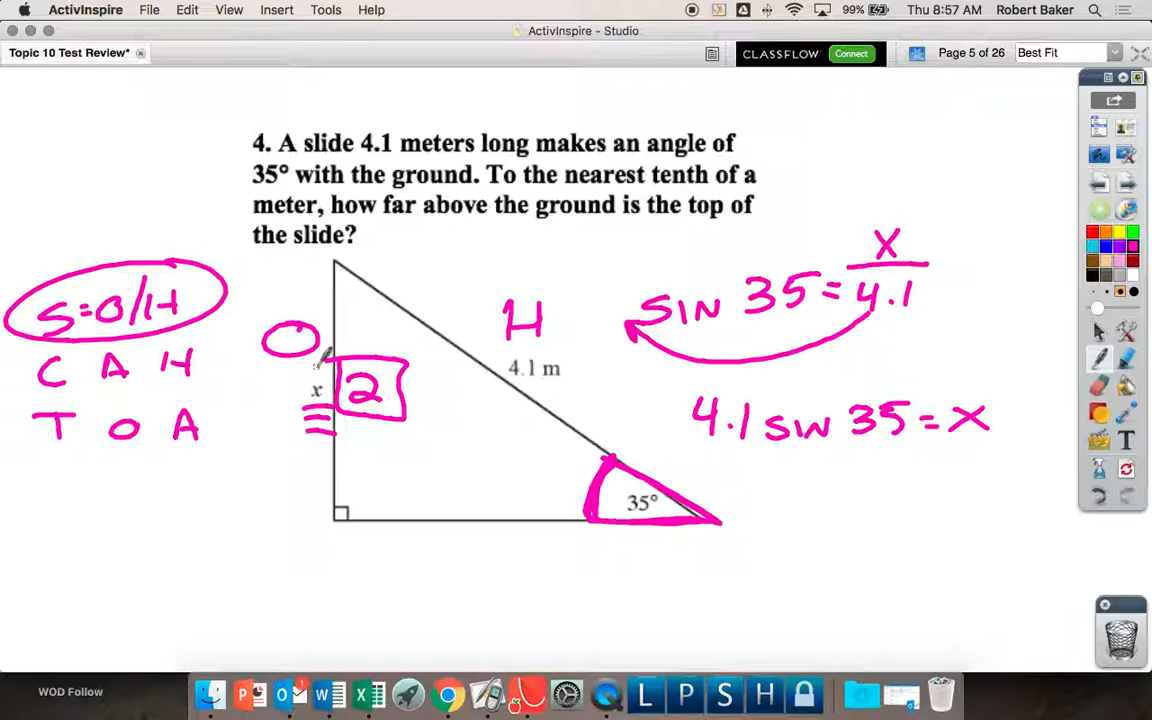 ActivInspire File Edit View Insert Tools Help 99% Thu 8:57 AM Robert Baker
ActivInspire - Studio
Topic 10 Test Review* CLASSFLOW Connect Page 5 of 26 Best Fit
4. A slide 4.1 meters long makes an angle of
35° with the ground. To the nearest tenth of a
meter, how far above the ground is the top of
the slide?
S=O/H
C A H
T O A
O
x
2
H
4.1 m
35°
sin 35 = x/4.1
4.1 sin 35 = x
WOD Follow
L P S H